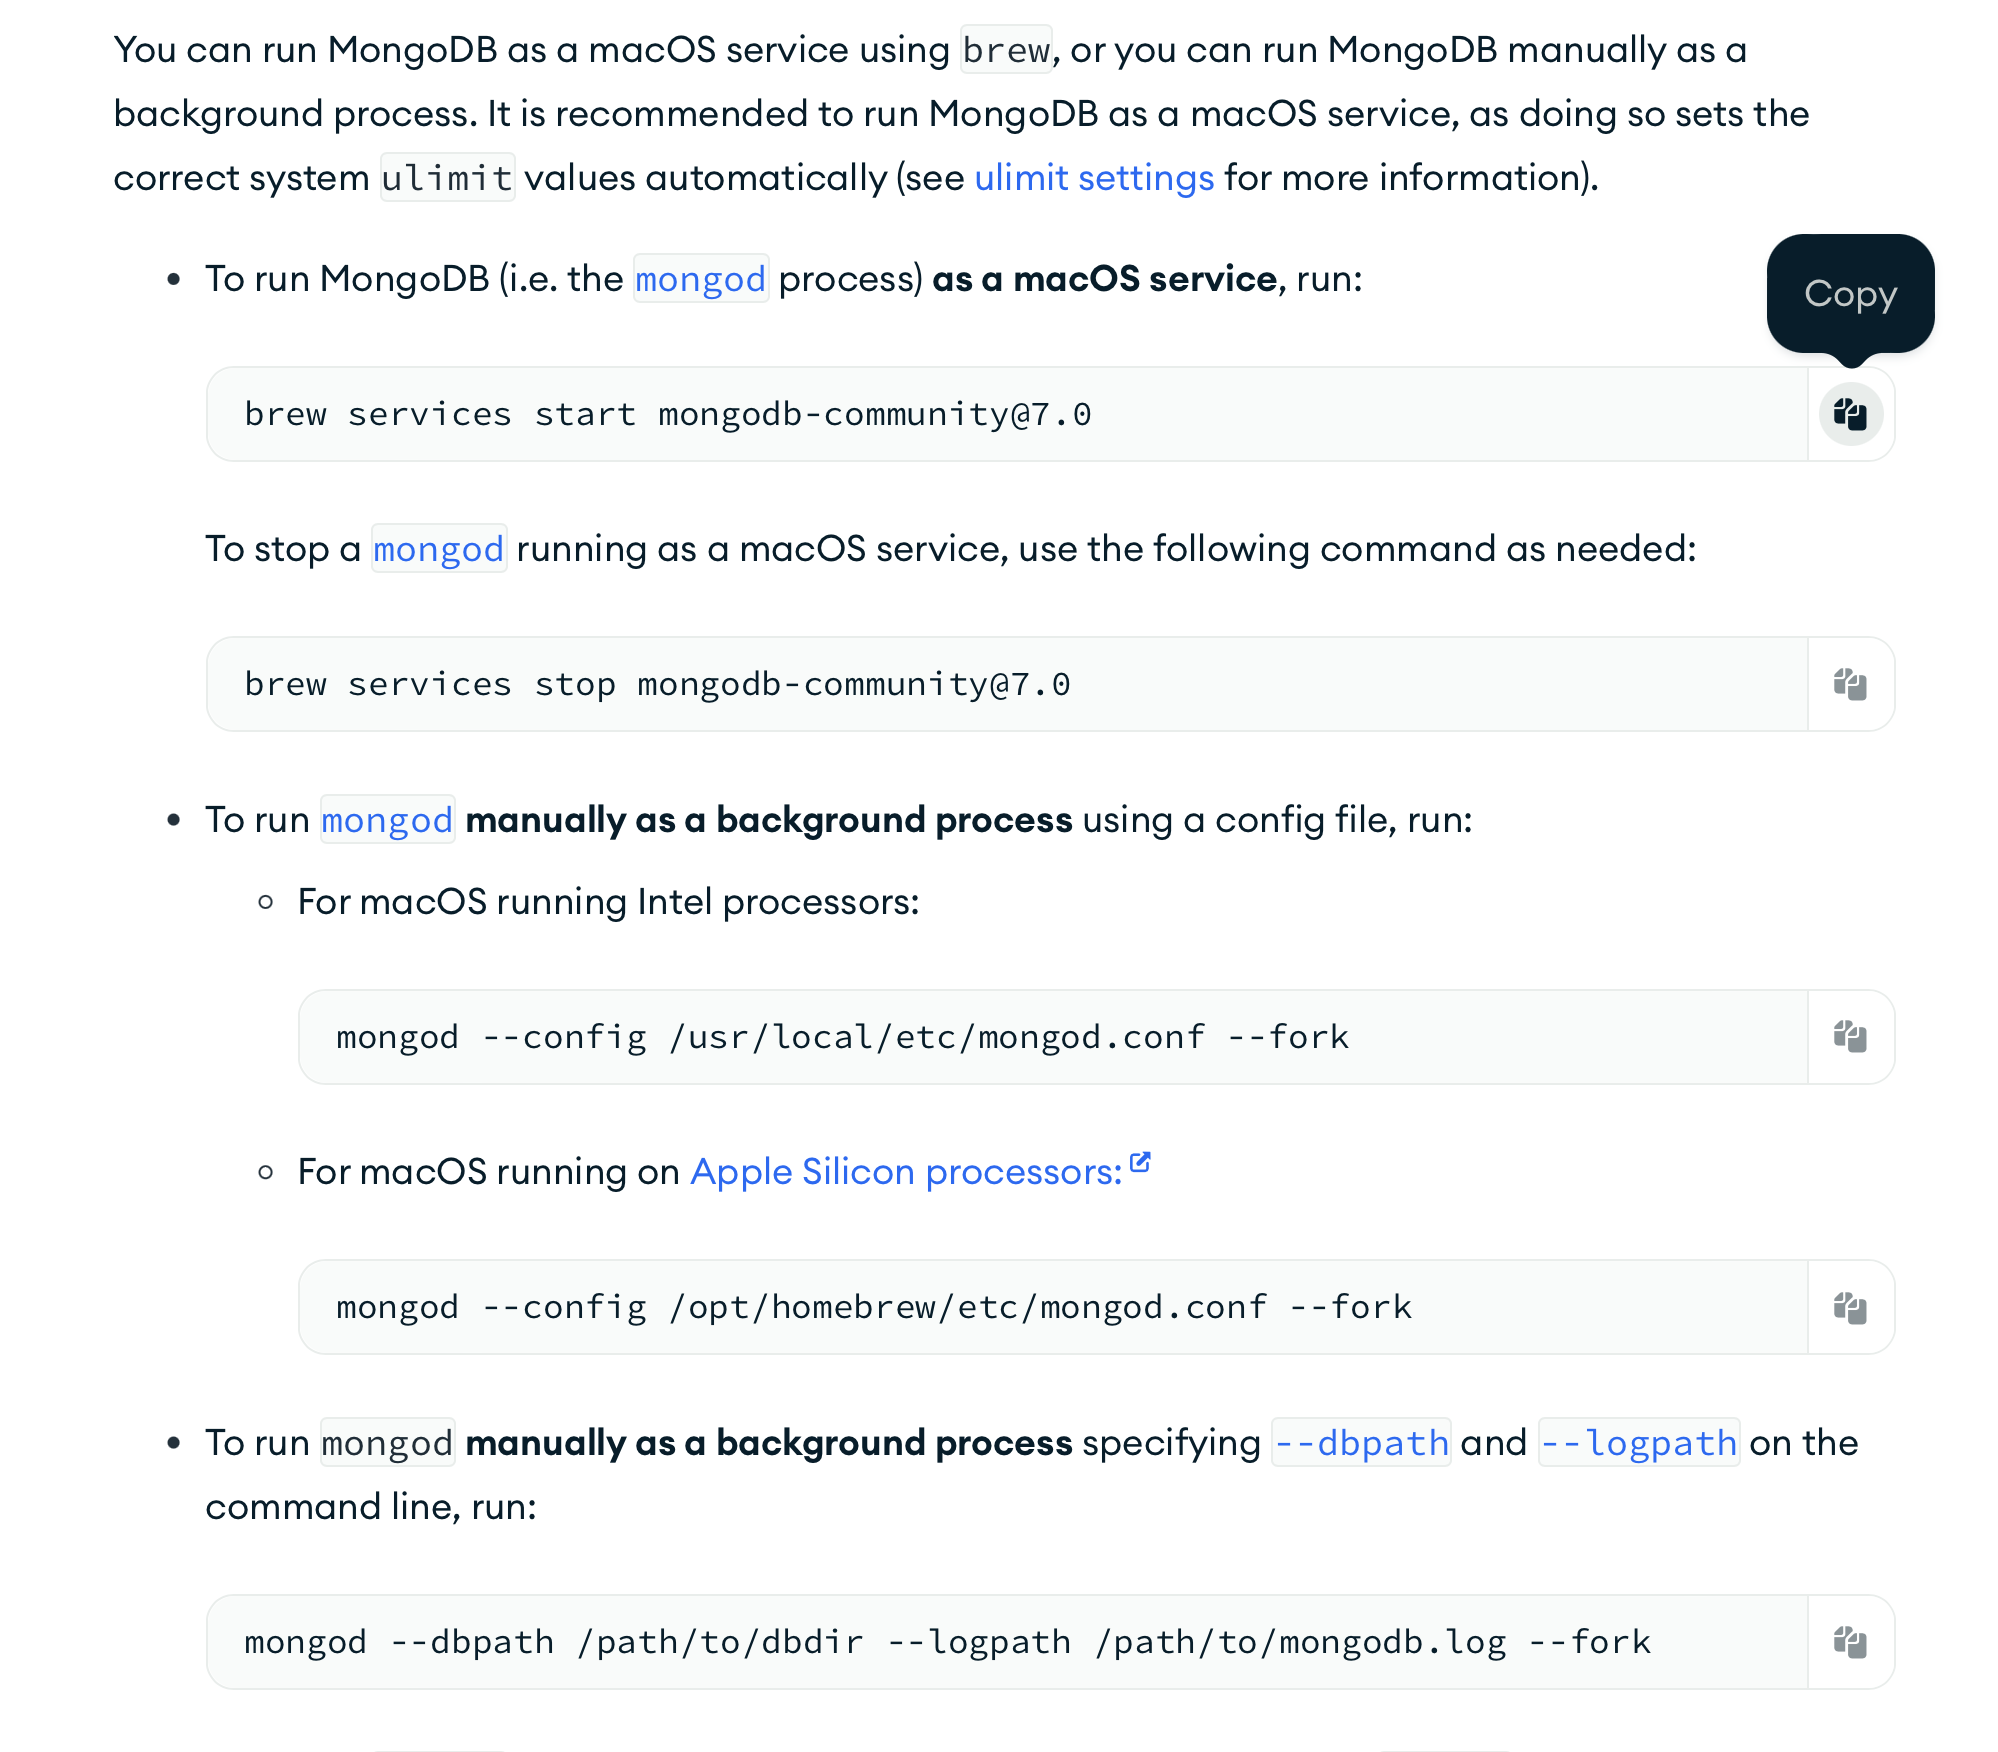 You can run MongoDB as a macOS service using brew, or you can run MongoDB manually as a
background process. It is recommended to run MongoDB as a macOS service, as doing so sets the
correct system ulimit values automatically (see ulimit settings for more information).
To run MongoDB (i.e. the mongod process) as a macOS service, run:
Copy
brew services start mongodb-community@7.0
To stop a mongod running as a macOS service, use the following command as needed:
brew services stop mongodb-community@7.0
To run mongod manually as a background process using a config file, run:
For macOS running Intel processors:
mongod --config /usr/local/etc/mongod.conf --fork
For macOS running on Apple Silicon processors:
mongod --config /opt/homebrew/etc/mongod.conf --fork
To run mongod manually as a background process specifying --dbpath and --logpath on the
command line, run:
mongod --dbpath /path/to/dbdir --logpath /path/to/mongodb.log --fork